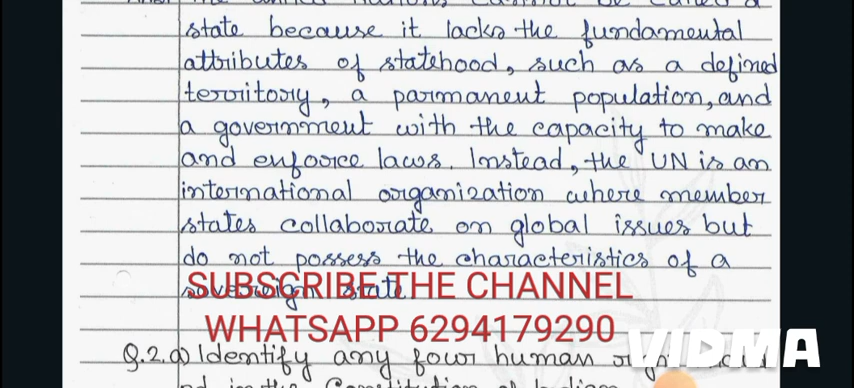 state because it lacks the fundamental
attributes of statehood, such as a defined
territory, a parmanent population, and
a government with the capacity to make
and enforce laws. Instead, the UN is an
international organization where member
states collaborate on global issues but
do not possess the characteristics of a
sovereign state
SUBSCRIBE THE CHANNEL
WHATSAPP 6294179290
VIDMA
Q.2.a) Identify any four human